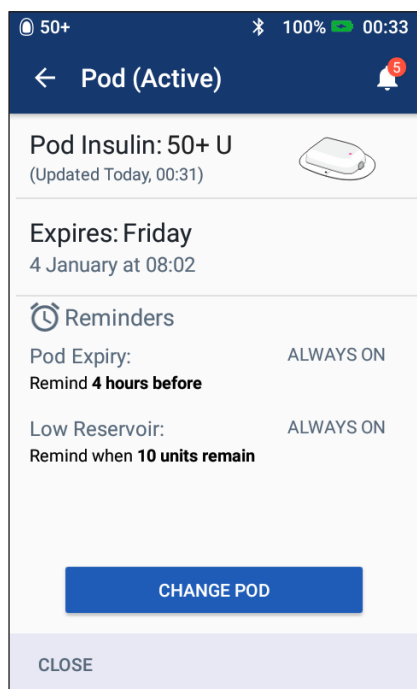 50+ 100% 00:33
Pod (Active) 5
Pod Insulin: 50+ U
(Updated Today, 00:31)
Expires: Friday
4 January at 08:02
Reminders
Pod Expiry: ALWAYS ON
Remind 4 hours before
Low Reservoir: ALWAYS ON
Remind when 10 units remain
CHANGE POD
CLOSE